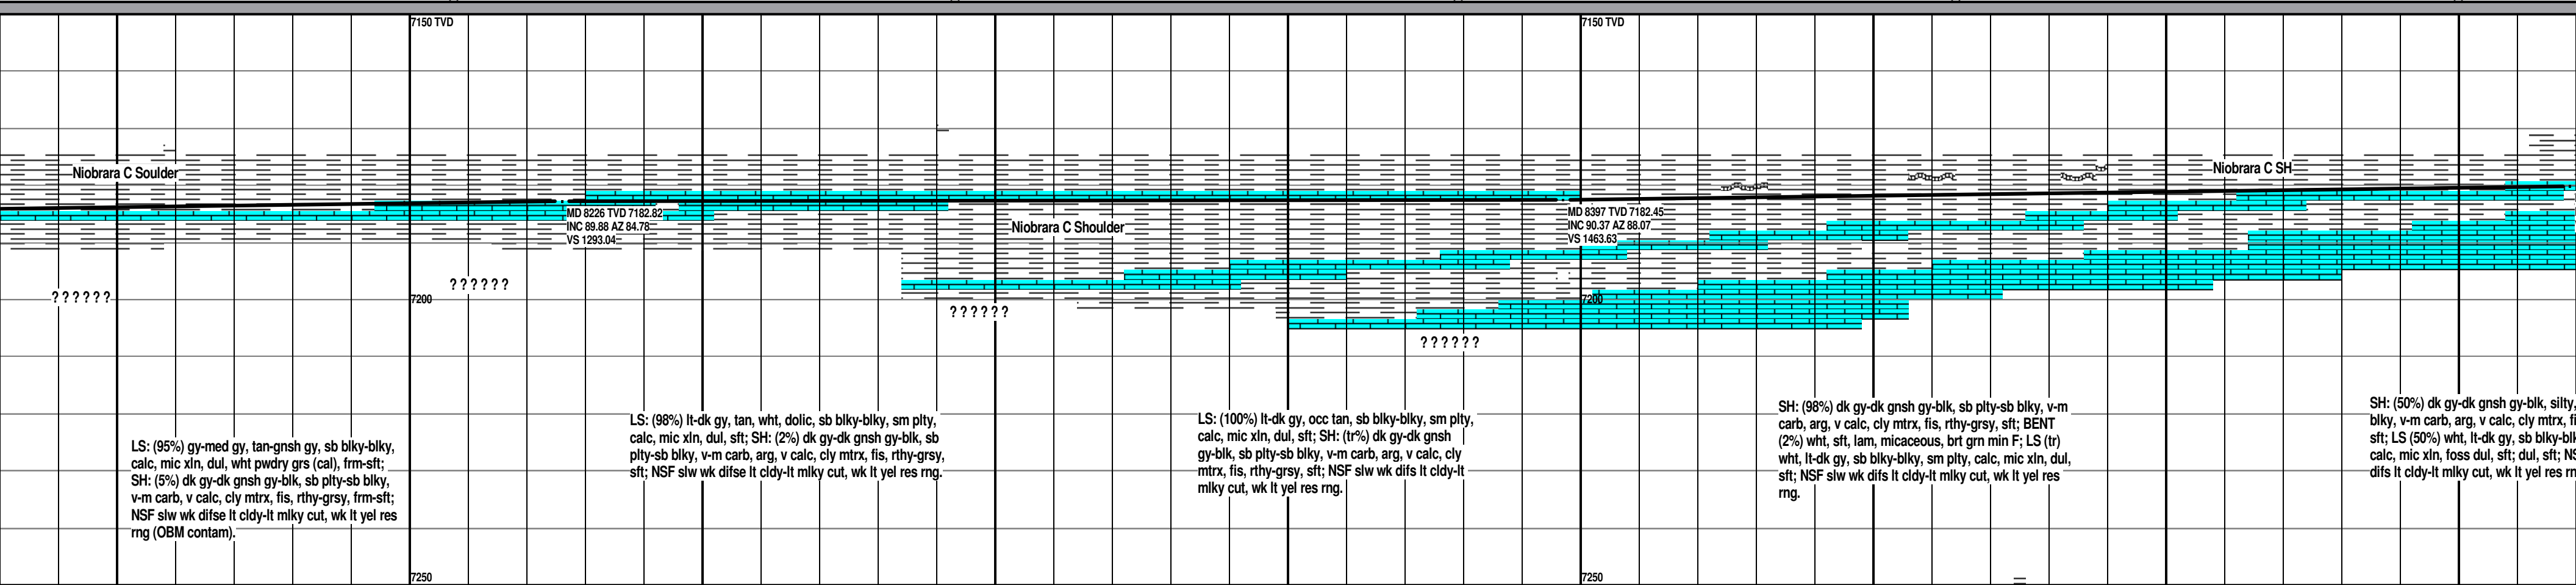 7150 TVD
7150 TVD
Niobrara C Soulder
Niobrara C SH
MD 8226 TVD 7182.82
INC 89.88 AZ 84.78
VS 1293.04
Niobrara C Shoulder
MD 8397 TVD 7182.45
INC 90.37 AZ 88.07
VS 1463.63
? ? ? ? ? ?
? ? ? ? ? ?
? ? ? ? ? ?
? ? ? ? ? ?
7200
7200
LS: (95%) gy-med gy, tan-gnsh gy, sb blky-blky,
calc, mic xln, dul, wht pwdry grs (cal), frm-sft;
SH: (5%) dk gy-dk gnsh gy-blk, sb plty-sb blky,
v-m carb, v calc, cly mtrx, fis, rthy-grsy, frm-sft;
NSF slw wk difse lt cldy-lt mlky cut, wk lt yel res
rng (OBM contam).
LS: (98%) lt-dk gy, tan, wht, dolic, sb blky-blky, sm plty,
calc, mic xln, dul, sft; SH: (2%) dk gy-dk gnsh gy-blk, sb
plty-sb blky, v-m carb, arg, v calc, cly mtrx, fis, rthy-grsy,
sft; NSF slw wk difse lt cldy-lt mlky cut, wk lt yel res rng.
LS: (100%) lt-dk gy, occ tan, sb blky-blky, sm plty,
calc, mic xln, dul, sft; SH: (tr%) dk gy-dk gnsh
gy-blk, sb plty-sb blky, v-m carb, arg, v calc, cly
mtrx, fis, rthy-grsy, sft; NSF slw wk difs lt cldy-lt
mlky cut, wk lt yel res rng.
SH: (98%) dk gy-dk gnsh gy-blk, sb plty-sb blky, v-m
carb, arg, v calc, cly mtrx, fis, rthy-grsy, sft; BENT
(2%) wht, sft, lam, micaceous, brt grn min F; LS (tr)
wht, lt-dk gy, sb blky-blky, sm plty, calc, mic xln, dul,
sft; NSF slw wk difs lt cldy-lt mlky cut, wk lt yel res
rng.
SH: (50%) dk gy-dk gnsh gy-blk, silty,
blky, v-m carb, arg, v calc, cly mtrx,
sft; LS (50%) wht, lt-dk gy, sb
calc, mic xln, foss dul, sft; dul, sft;
difs lt cldy-lt mlky cut, wk lt yel res
7250
7250